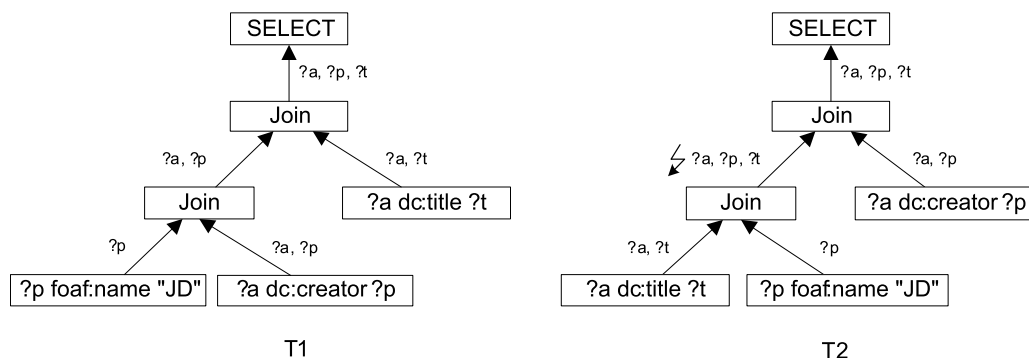 SELECT
?a, ?p, ?t
Join
?a, ?p
?a, ?t
Join
?a dc:title ?t
?p
?a, ?p
?p foaf:name "JD"
?a dc:creator ?p
T1
SELECT
?a, ?p, ?t
Join
?a, ?p, ?t
?a, ?p
Join
?a dc:creator ?p
?a, ?t
?p
?a dc:title ?t
?p foaf:name "JD"
T2